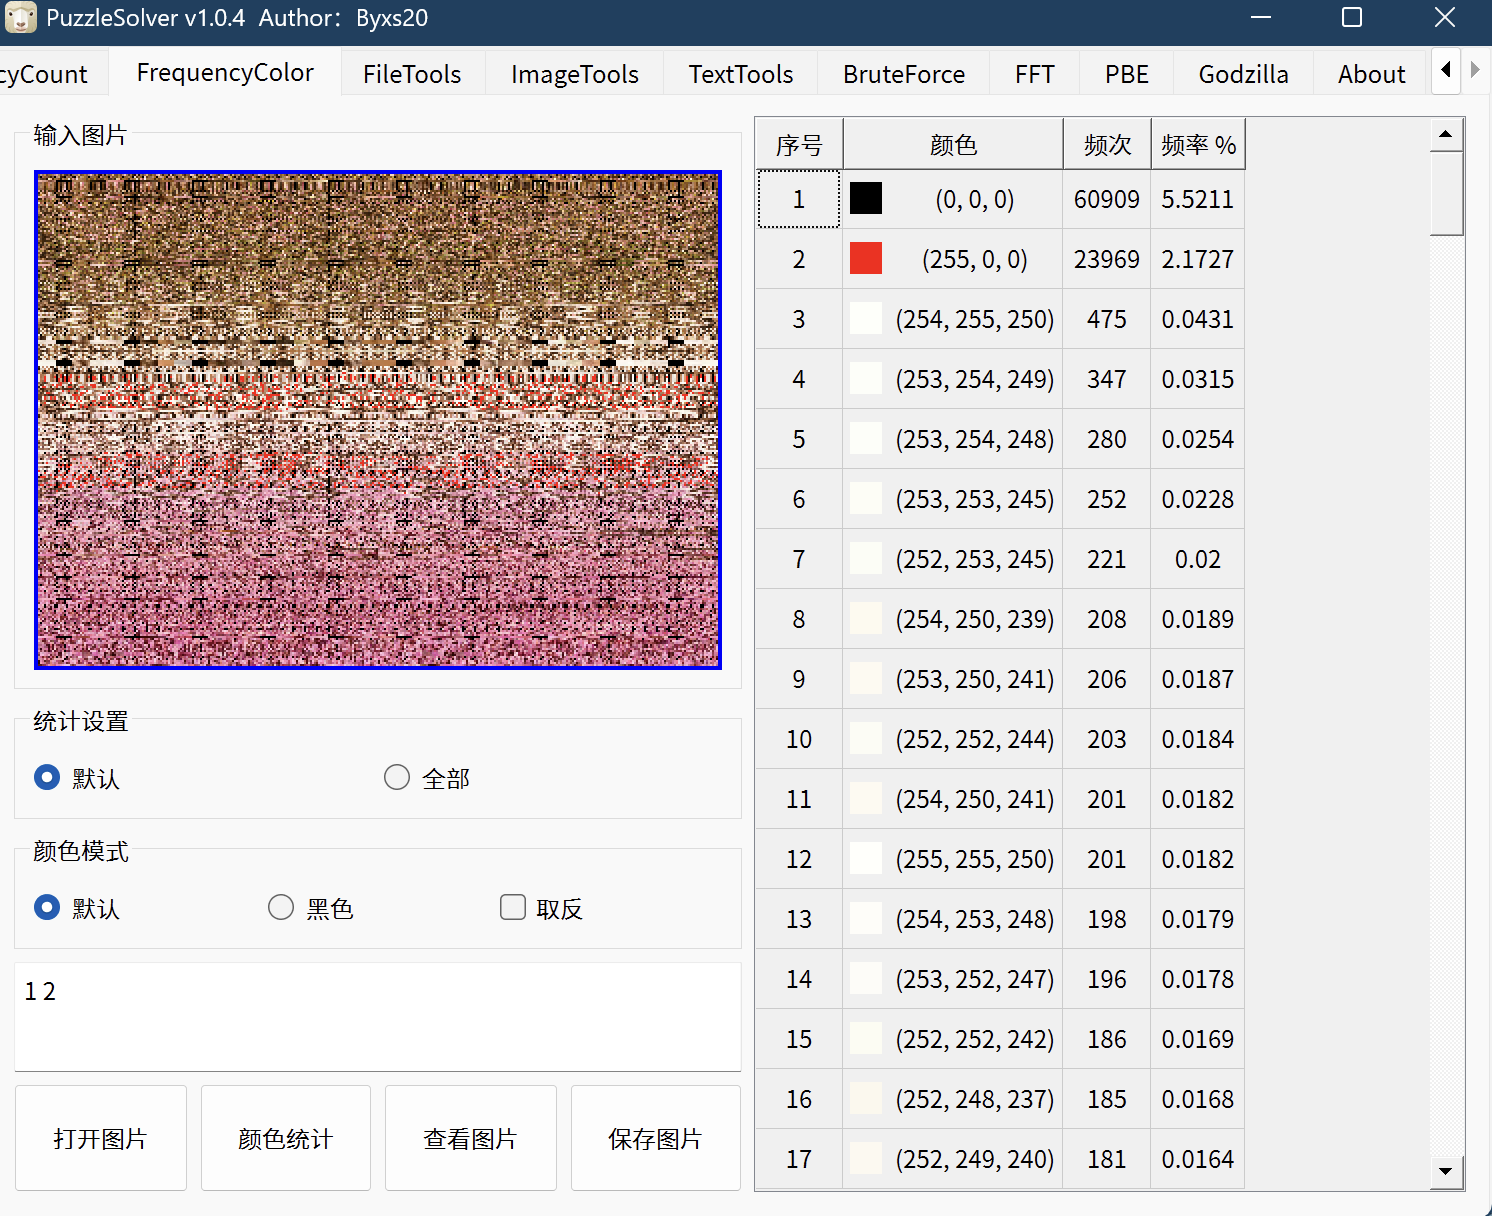 PuzzleSolver v1.0.4 Author： Byxs20
cyCount FrequencyColor FileTools ImageTools TextTools BruteForce FFT PBE Godzilla About
输入图片
统计设置
默认 全部
颜色模式
默认 黑色 取反
1 2
打开图片 颜色统计 查看图片 保存图片
序号 颜色 频次 频率 %
1 (0, 0, 0) 60909 5.5211
2 (255, 0, 0) 23969 2.1727
3 (254, 255, 250) 475 0.0431
4 (253, 254, 249) 347 0.0315
5 (253, 254, 248) 280 0.0254
6 (253, 253, 245) 252 0.0228
7 (252, 253, 245) 221 0.02
8 (254, 250, 239) 208 0.0189
9 (253, 250, 241) 206 0.0187
10 (252, 252, 244) 203 0.0184
11 (254, 250, 241) 201 0.0182
12 (255, 255, 250) 201 0.0182
13 (254, 253, 248) 198 0.0179
14 (253, 252, 247) 196 0.0178
15 (252, 252, 242) 186 0.0169
16 (252, 248, 237) 185 0.0168
17 (252, 249, 240) 181 0.0164